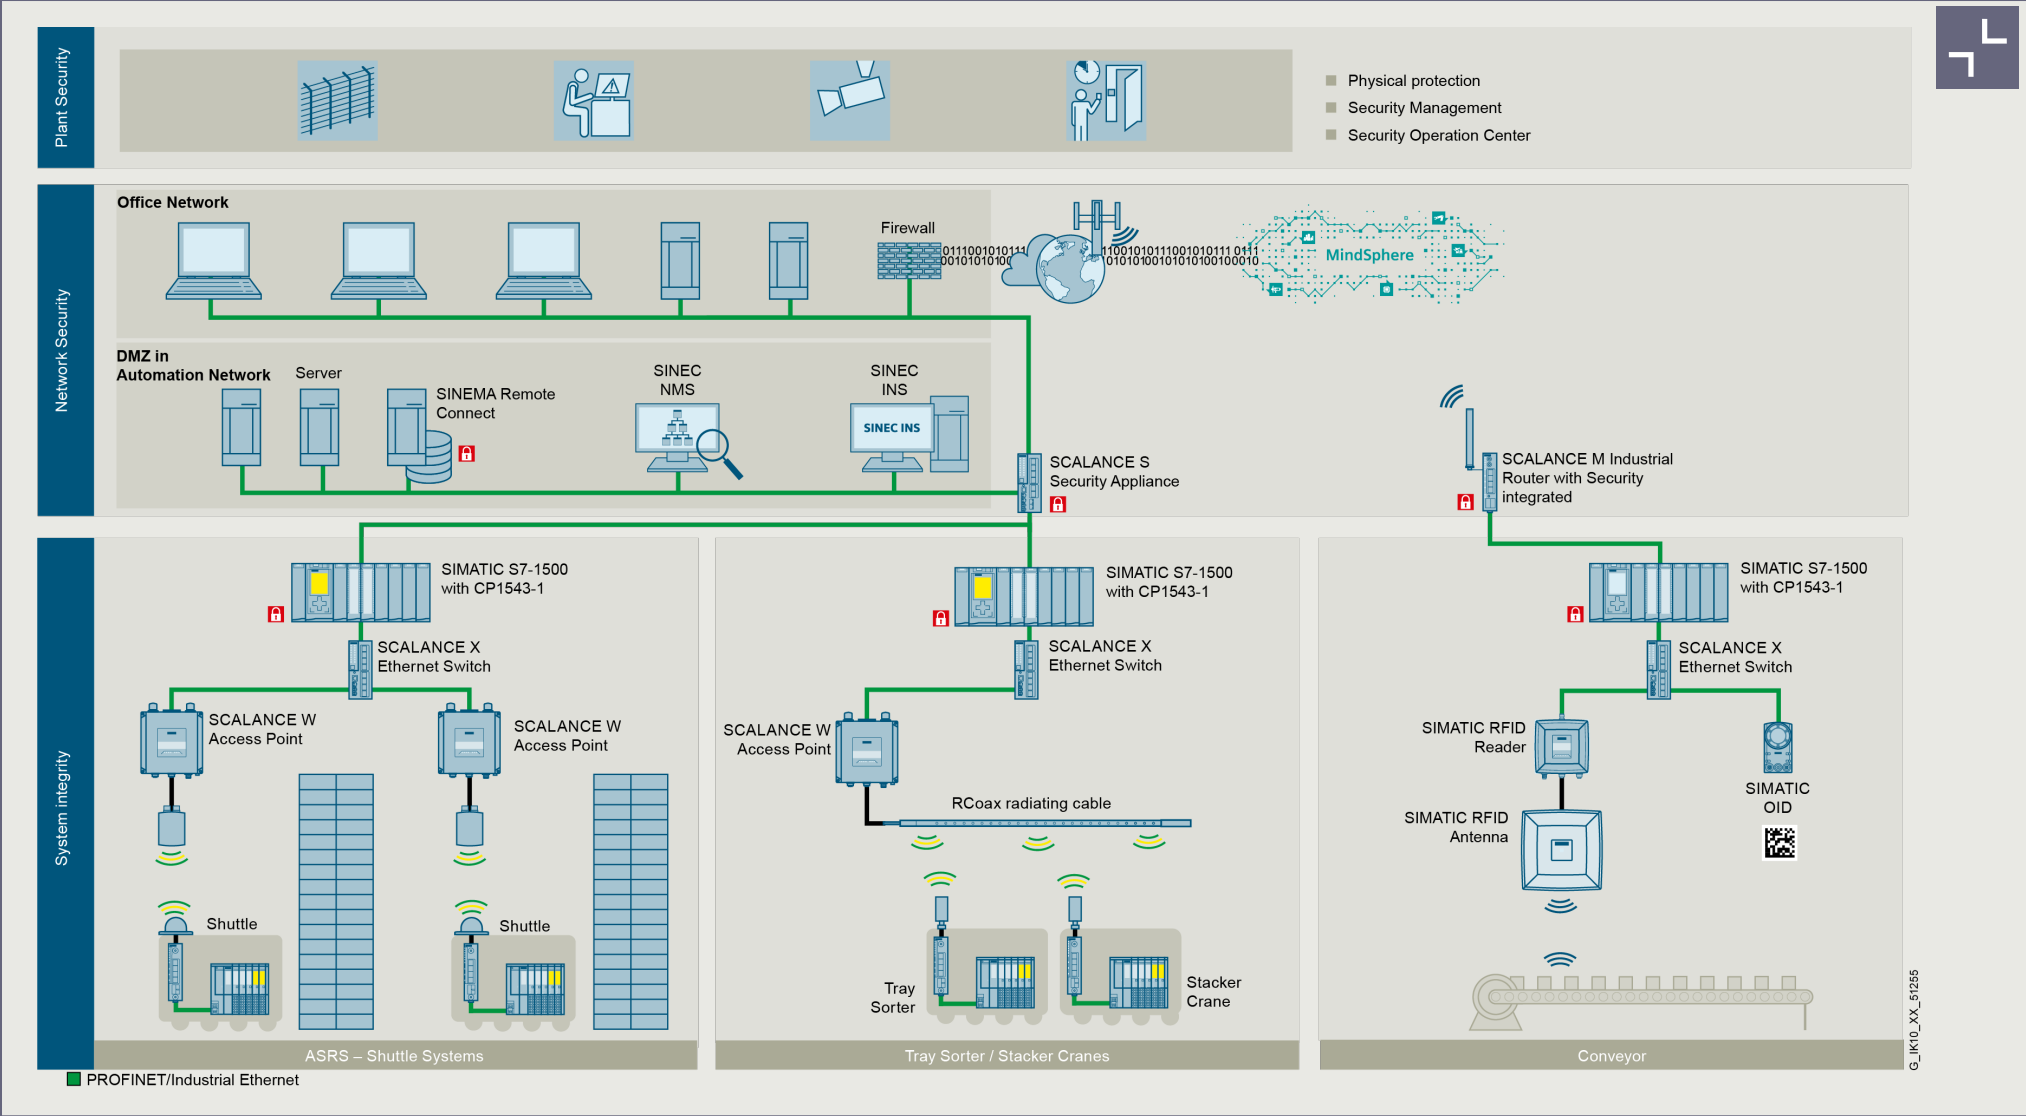 Plant Security
Physical protection
Security Management
Security Operation Center
Network Security
Office Network
Firewall
0111001010111
001010101000
110010101110010101110111
101010100101010100100010
MindSphere
DMZ in
Automation Network
Server
SINEMA Remote
Connect
SINEC
NMS
SINEC
INS
SINEC INS
SCALANCE S
Security Appliance
SCALANCE M Industrial
Router with Security
integrated
System integrity
SIMATIC S7-1500
with CP1543-1
SCALANCE X
Ethernet Switch
SCALANCE W
Access Point
SCALANCE W
Access Point
Shuttle
Shuttle
ASRS – Shuttle Systems
SIMATIC S7-1500
with CP1543-1
SCALANCE X
Ethernet Switch
SCALANCE W
Access Point
RCoax radiating cable
Tray
Sorter
Stacker
Crane
Tray Sorter / Stacker Cranes
SIMATIC S7-1500
with CP1543-1
SCALANCE X
Ethernet Switch
SIMATIC RFID
Reader
SIMATIC
OID
SIMATIC RFID
Antenna
Conveyor
G_IK10_XX_51255
PROFINET/Industrial Ethernet